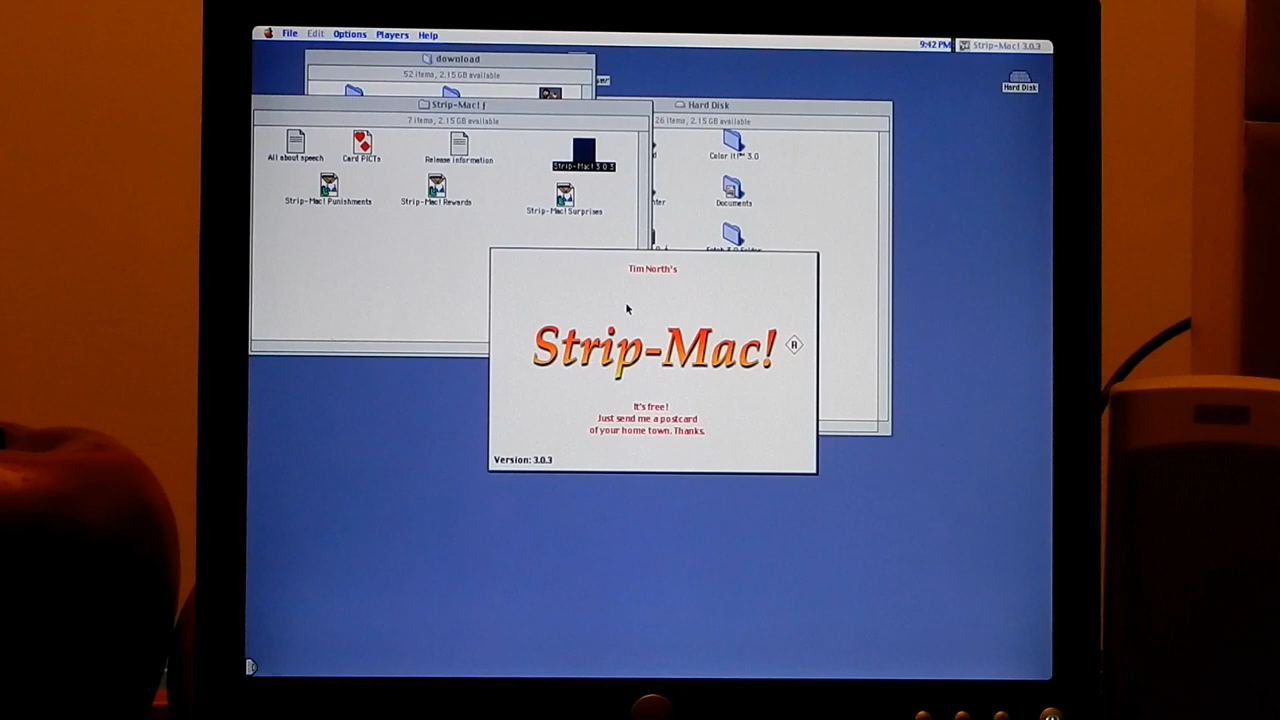 File Edit Options Players Help
9:42 PM Strip-Mac! 3.0.3
download
52 items, 2.15 GB available
Hard Disk
Strip-Mac! ƒ
7 items, 2.15 GB available
Hard Disk
26 items, 2.15 GB available
All about speech
Card PICTs
Release information
Strip-Mac! 3.0.3
Strip-Mac! Punishments
Strip-Mac! Rewards
Strip-Mac! Surprises
Color It!™ 3.0
Documents
Tim North's
Strip-Mac!
A
It's free!
Just send me a postcard
of your home town. Thanks.
Version: 3.0.3